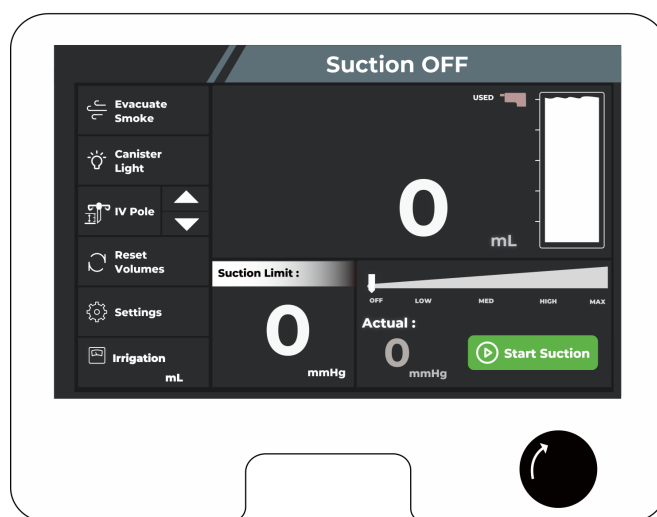 Suction OFF
Evacuate
Smoke
Canister
Light
IV Pole
Reset
Volumes
Settings
Irrigation
mL
USED
0
mL
Suction Limit :
0
mmHg
OFF LOW MED HIGH MAX
Actual :
0
mmHg
Start Suction